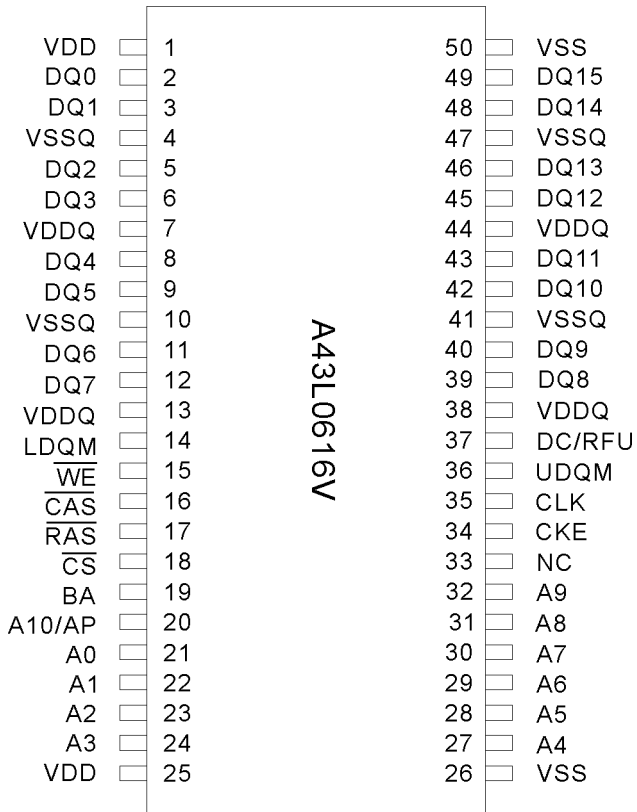 VDD 1 50 VSS
DQ0 2 49 DQ15
DQ1 3 48 DQ14
VSSQ 4 47 VSSQ
DQ2 5 46 DQ13
DQ3 6 45 DQ12
VDDQ 7 44 VDDQ
DQ4 8 43 DQ11
DQ5 9 42 DQ10
VSSQ 10 41 VSSQ
DQ6 11 40 DQ9
DQ7 12 39 DQ8
VDDQ 13 38 VDDQ
LDQM 14 37 DC/RFU
W̅E̅ 15 36 UDQM
C̅A̅S̅ 16 35 CLK
R̅A̅S̅ 17 34 CKE
C̅S̅ 18 33 NC
BA 19 32 A9
A10/AP 20 31 A8
A0 21 30 A7
A1 22 29 A6
A2 23 28 A5
A3 24 27 A4
VDD 25 26 VSS
A43L0616V